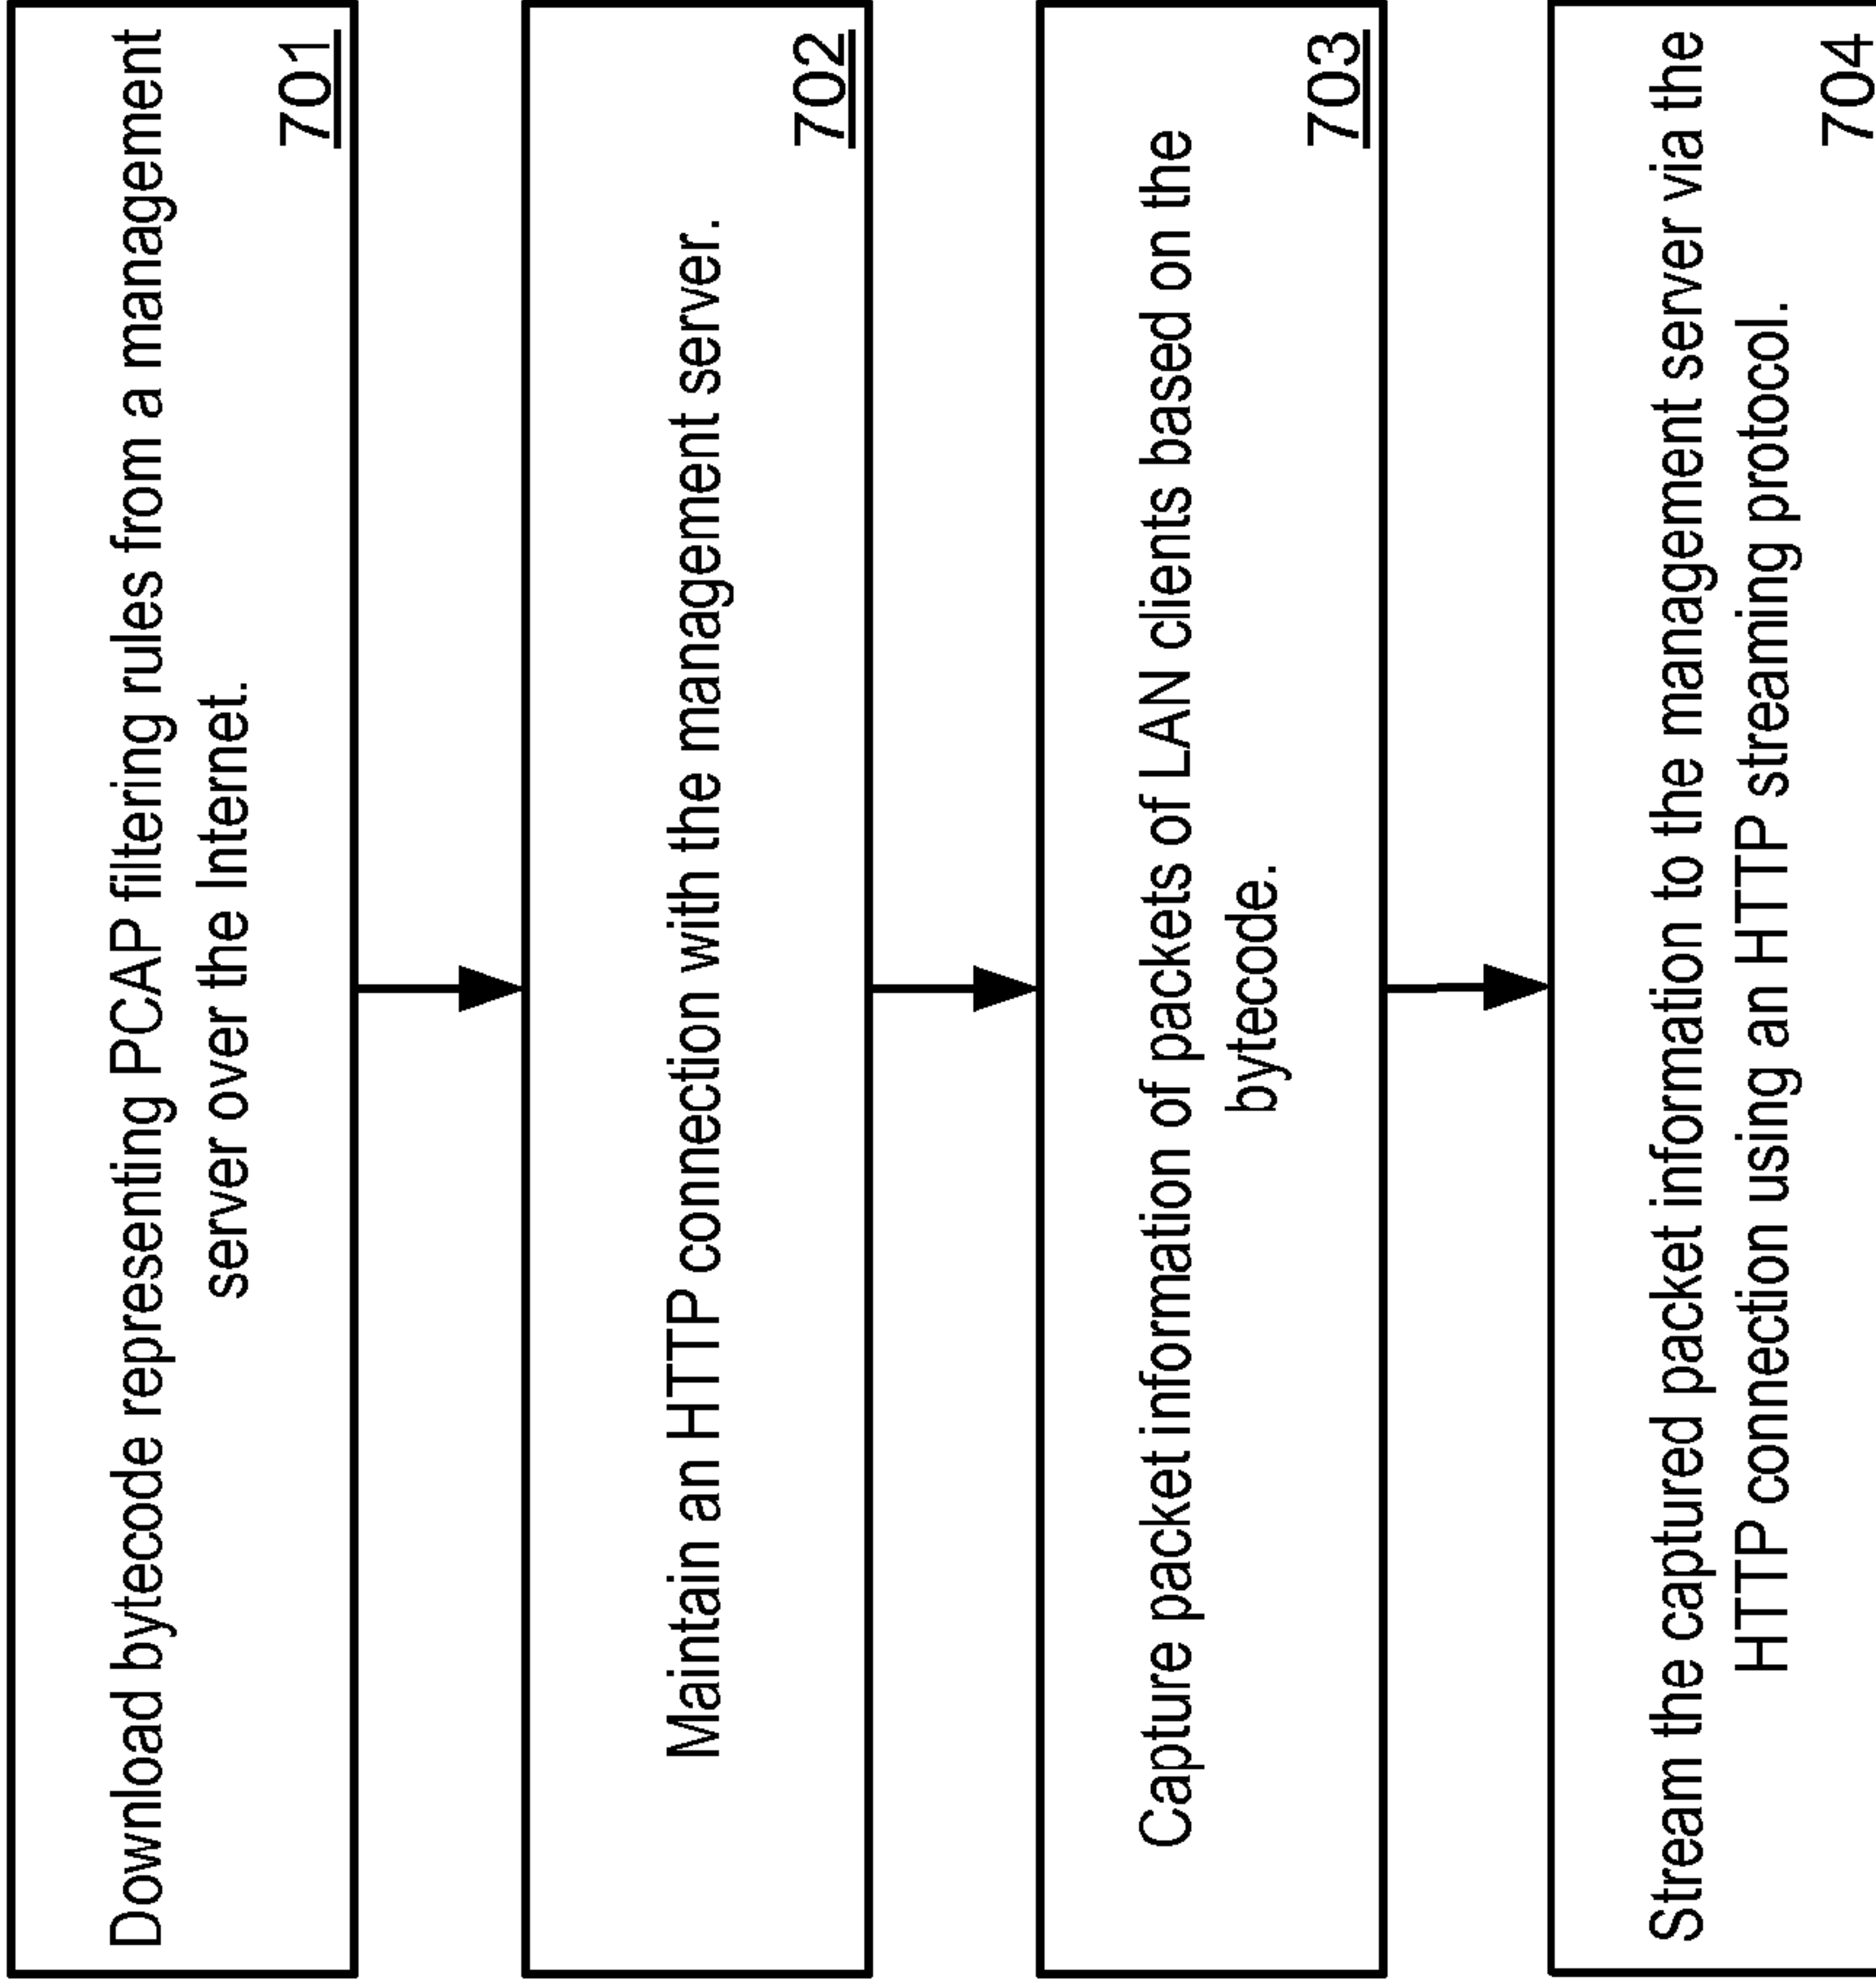 Download bytecode representing PCAP filtering rules from a management
server over the Internet.
701
Maintain an HTTP connection with the management server.
702
Capture packet information of packets of LAN clients based on the
bytecode.
703
Stream the captured packet information to the management server via the
HTTP connection using an HTTP streaming protocol.
704